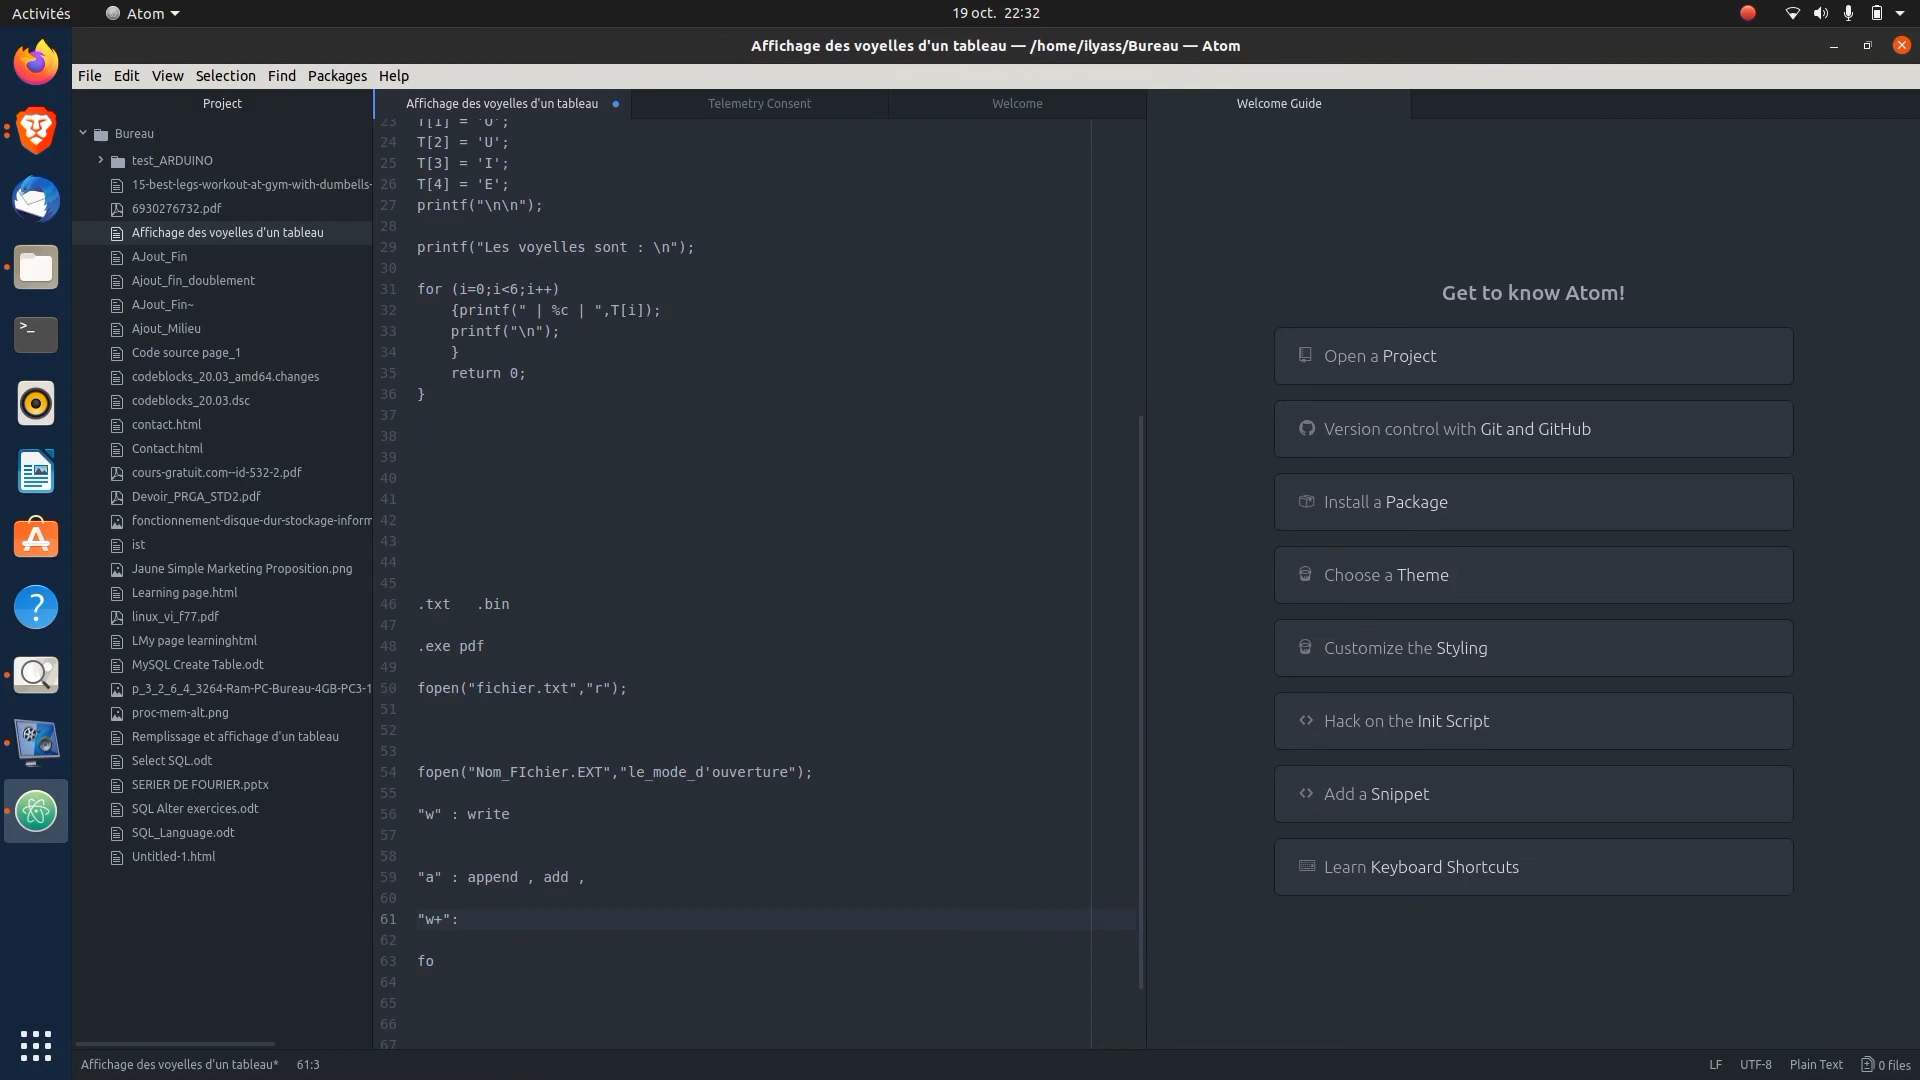 Activités
Atom
19 oct. 22:32
Affichage des voyelles d'un tableau — /home/ilyass/Bureau — Atom
File Edit View Selection Find Packages Help
Project
Affichage des voyelles d'un tableau
Telemetry Consent
Welcome
Welcome Guide
Bureau
test_ARDUINO
15-best-legs-workout-at-gym-with-dumbells-
6930276732.pdf
Affichage des voyelles d'un tableau
AJout_Fin
Ajout_fin_doublement
AJout_Fin~
Ajout_Milieu
Code source page_1
codeblocks_20.03_amd64.changes
codeblocks_20.03.dsc
contact.html
Contact.html
cours-gratuit.com--id-532-2.pdf
Devoir_PRGA_STD2.pdf
fonctionnement-disque-dur-stockage-inform
ist
Jaune Simple Marketing Proposition.png
Learning page.html
linux_vi_f77.pdf
LMy page learninghtml
MySQL Create Table.odt
p_3_2_6_4_3264-Ram-PC-Bureau-4GB-PC3-1
proc-mem-alt.png
Remplissage et affichage d'un tableau
Select SQL.odt
SERIER DE FOURIER.pptx
SQL Alter exercices.odt
SQL_Language.odt
Untitled-1.html
23 T[1] = 'O';
24 T[2] = 'U';
25 T[3] = 'I';
26 T[4] = 'E';
27 printf("\n\n");
28
29 printf("Les voyelles sont : \n");
30
31 for (i=0;i<6;i++)
32 {printf(" | %c | ",T[i]);
33 printf("\n");
34 }
35 return 0;
36 }
37
38
39
40
41
42
43
44
45
46 .txt .bin
47
48 .exe pdf
49
50 fopen("fichier.txt","r");
51
52
53
54 fopen("Nom_FIchier.EXT","le_mode_d'ouverture");
55
56 "w" : write
57
58
59 "a" : append , add ,
60
61 "w+":
62
63 fo
64
65
66
67
Get to know Atom!
Open a Project
Version control with Git and GitHub
Install a Package
Choose a Theme
Customize the Styling
Hack on the Init Script
Add a Snippet
Learn Keyboard Shortcuts
Affichage des voyelles d'un tableau* 61:3
LF UTF-8 Plain Text 0 files